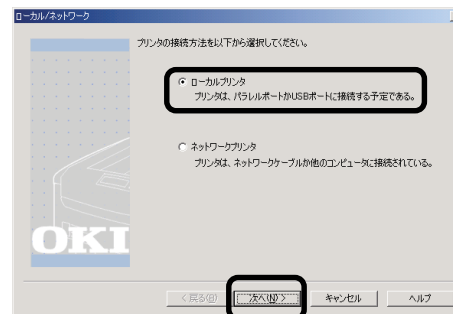 ローカル/ネットワーク
プリンタの接続方法を以下から選択してください。
ローカルプリンタ
プリンタは、パラレルポートかUSBポートに接続する予定である。
ネットワークプリンタ
プリンタは、ネットワークケーブルか他のコンピュータに接続されている。
OKI
< 戻る(B) 次へ(N) > キャンセル ヘルプ